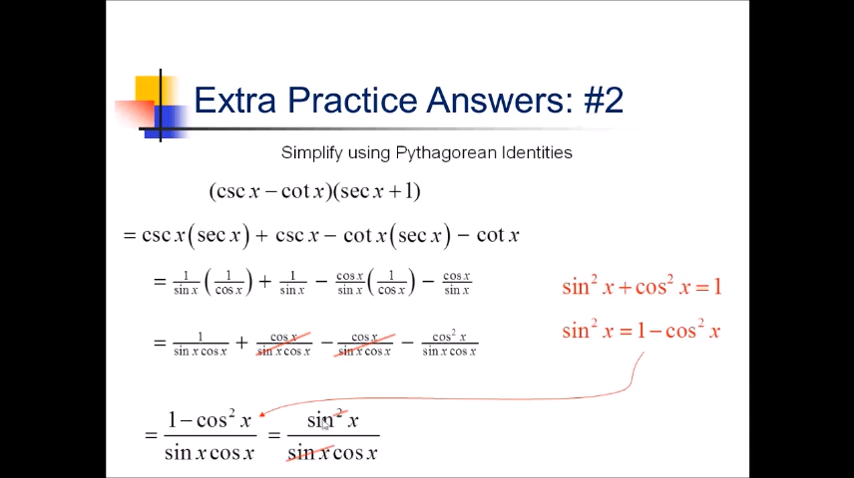 Extra Practice Answers: #2
Simplify using Pythagorean Identities
(csc x − cot x)(sec x + 1)
= csc x(sec x) + csc x − cot x(sec x) − cot x
= 1/sin x (1/cos x) + 1/sin x − cos x/sin x (1/cos x) − cos x/sin x
sin² x + cos² x = 1
sin² x = 1 − cos² x
= 1/sin x cos x + cos x/sin x cos x − cos x/sin x cos x − cos² x/sin x cos x
= 1 − cos² x/sin x cos x = sin² x/sin x cos x